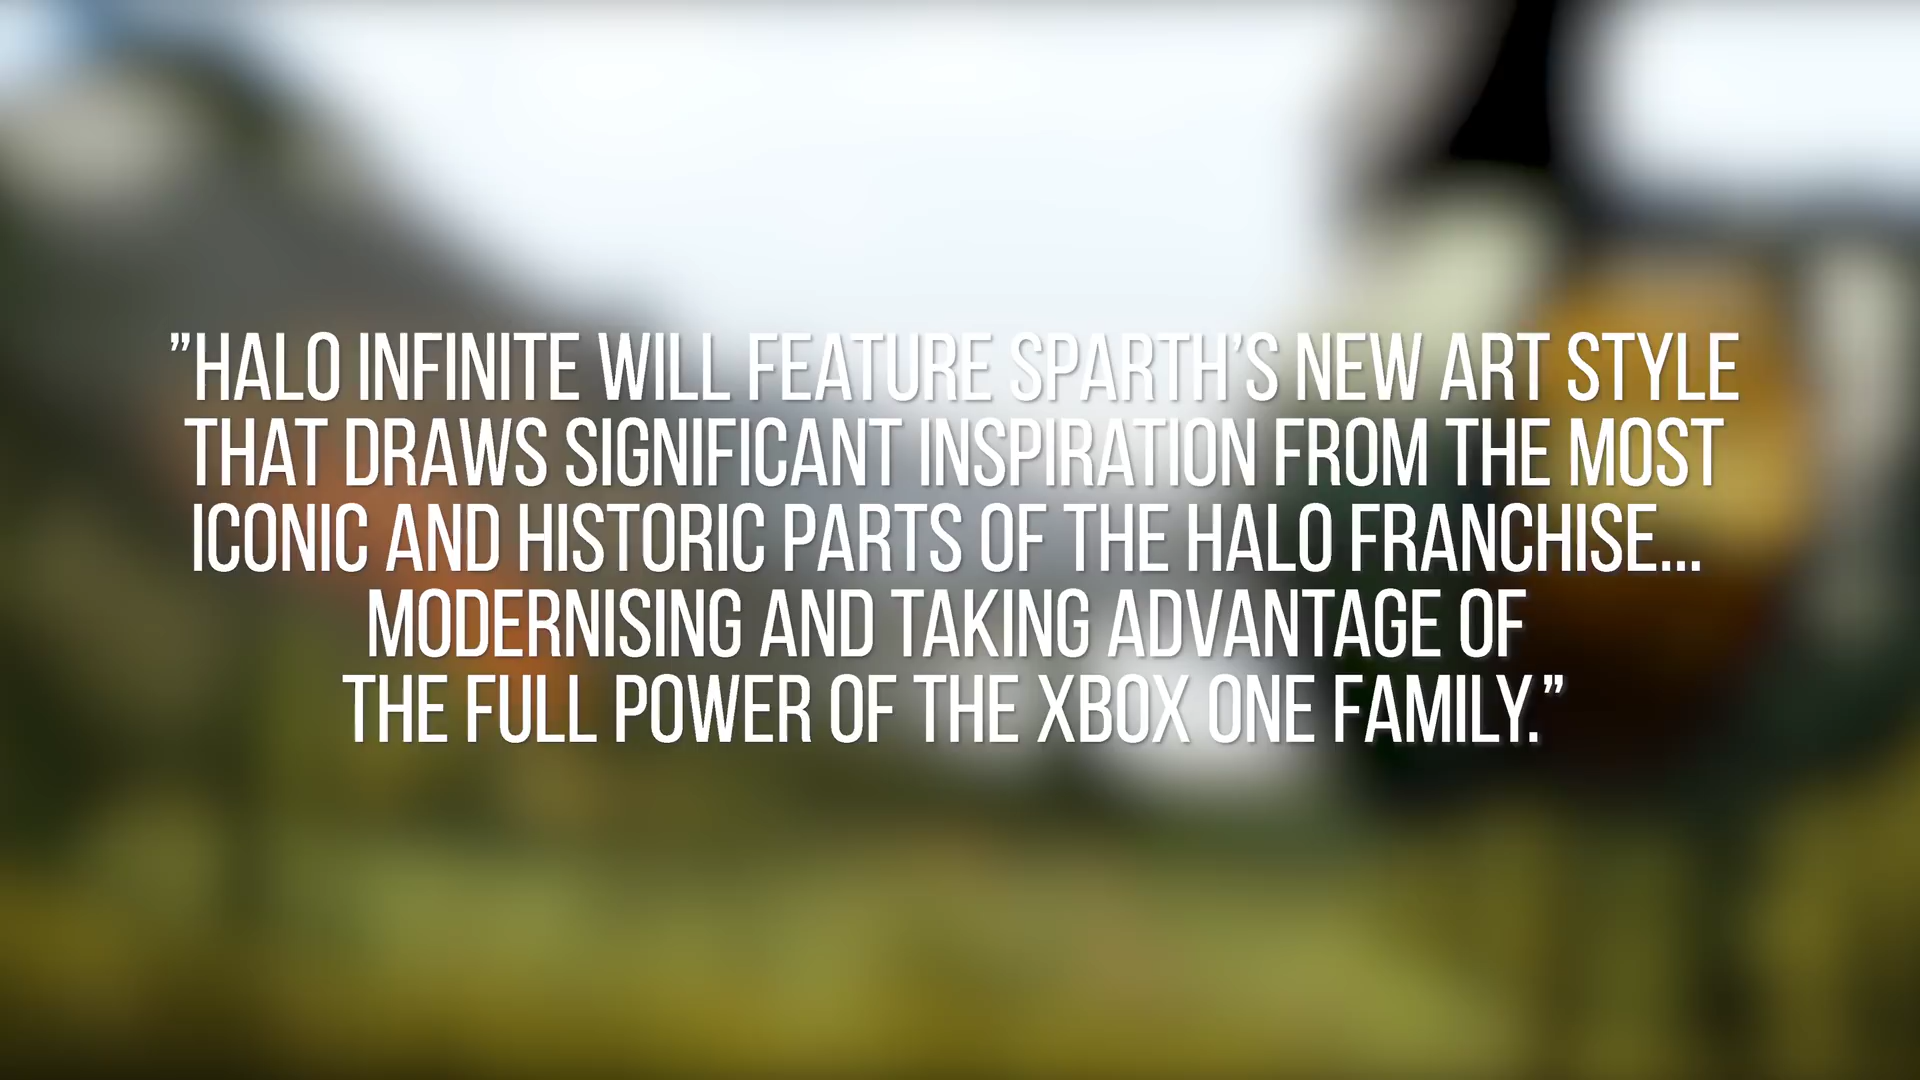 ”HALO INFINITE WILL FEATURE SPARTH’S NEW ART STYLE
THAT DRAWS SIGNIFICANT INSPIRATION FROM THE MOST
ICONIC AND HISTORIC PARTS OF THE HALO FRANCHISE...
MODERNISING AND TAKING ADVANTAGE OF
THE FULL POWER OF THE XBOX ONE FAMILY.”